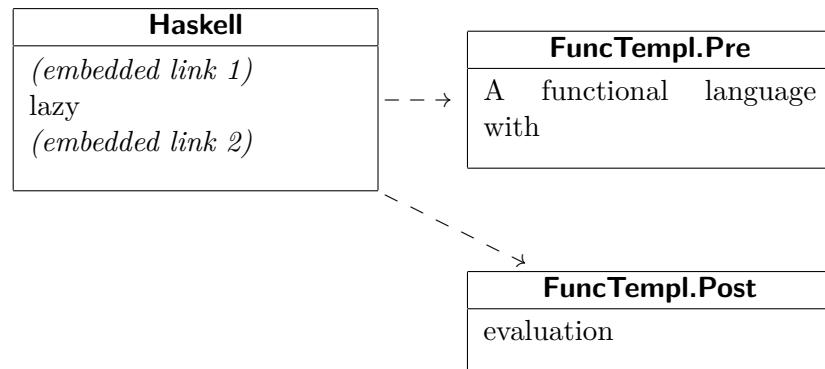 Haskell
(embedded link 1)
lazy
(embedded link 2)
FuncTempl.Pre
A functional language
with
FuncTempl.Post
evaluation